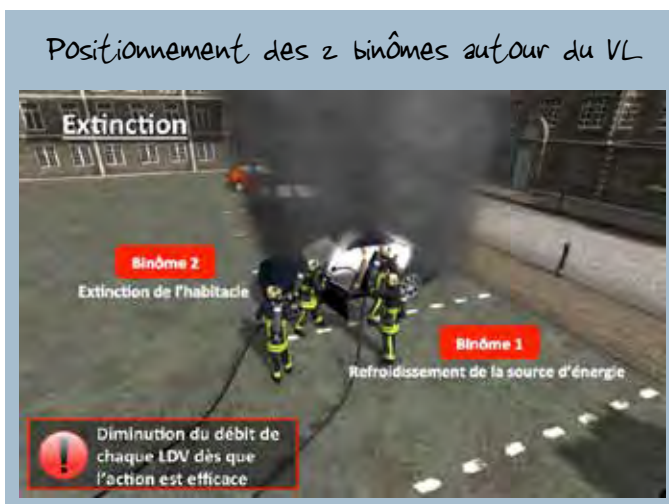 Positionnement des 2 binômes autour du VL
Extinction
Binôme 2
Extinction de l'habitacle
Binôme 1
Refroidissement de la source d'énergie
Diminution du débit de
chaque LDV dès que
l'action est efficace